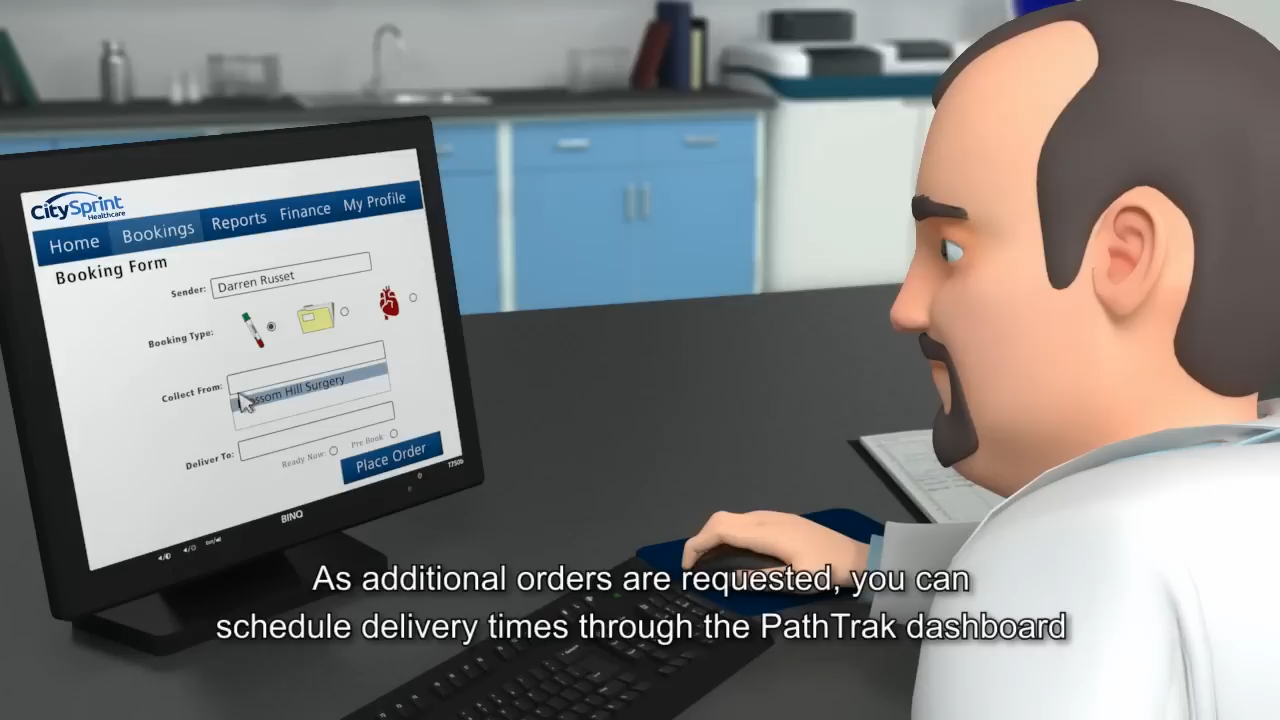 CitySprint
Healthcare
Home Bookings Reports Finance My Profile
Booking Form
Sender: Darren Russet
Booking Type:
Collect From:
ssom Hill Surgery
Deliver To:
Ready Now: Pre Book:
Place Order
BINQ
T750b
As additional orders are requested, you can
schedule delivery times through the PathTrak dashboard